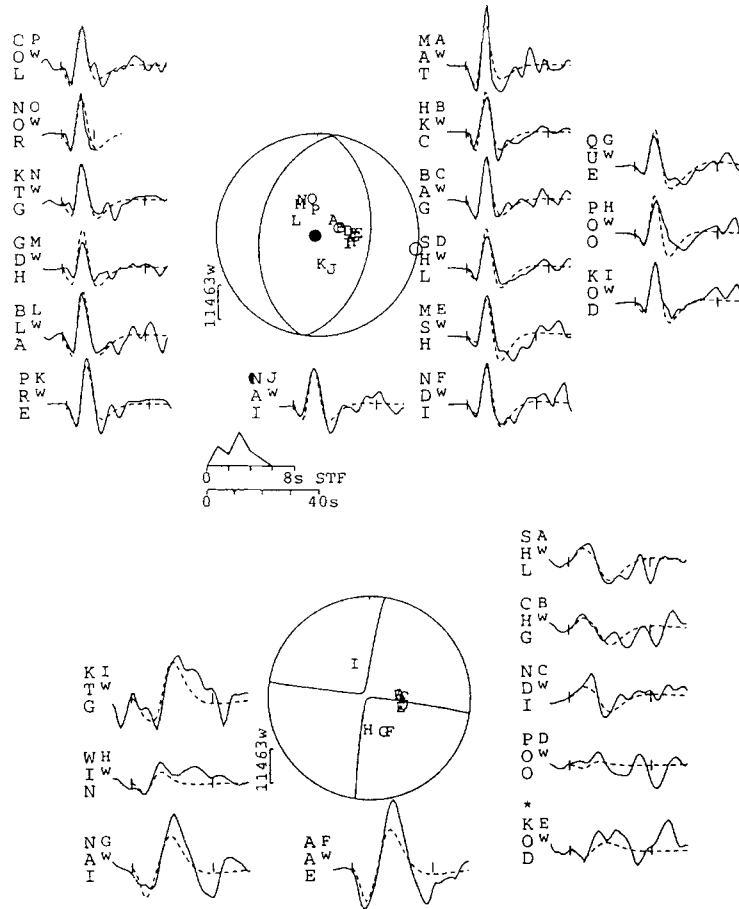 COL P w
NOR O w
KTG N w
GDH M w
BLA L w
PRE K w
MAT A w
HKC B w
BAG C w
SHL D w
MSH E w
NDI F w
QUE G w
POO H w
KOD I w
NAI J w
N O
M P
L
A
K J
11463w
0 8s STF
0 40s
SHL A w
CHG B w
NDI C w
POO D w
* KOD E w
KTG I w
WIN H w
NAI G w
AAE F w
I
H G F
11463w